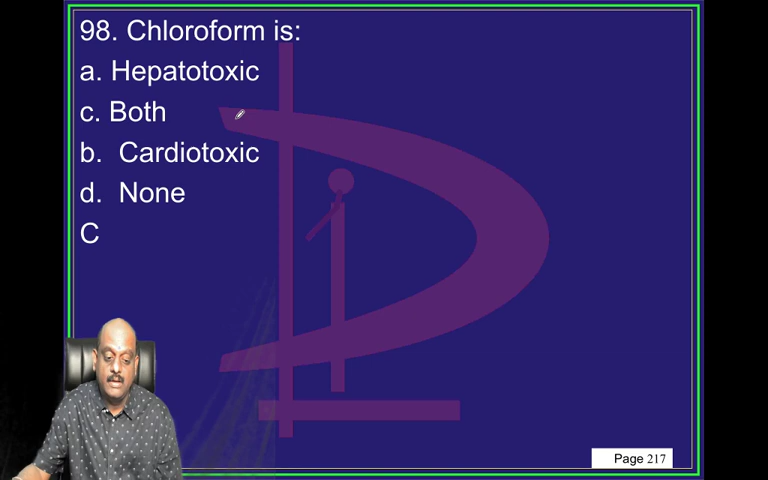 98. Chloroform is:
a. Hepatotoxic
c. Both
b. Cardiotoxic
d. None
C
Page 217